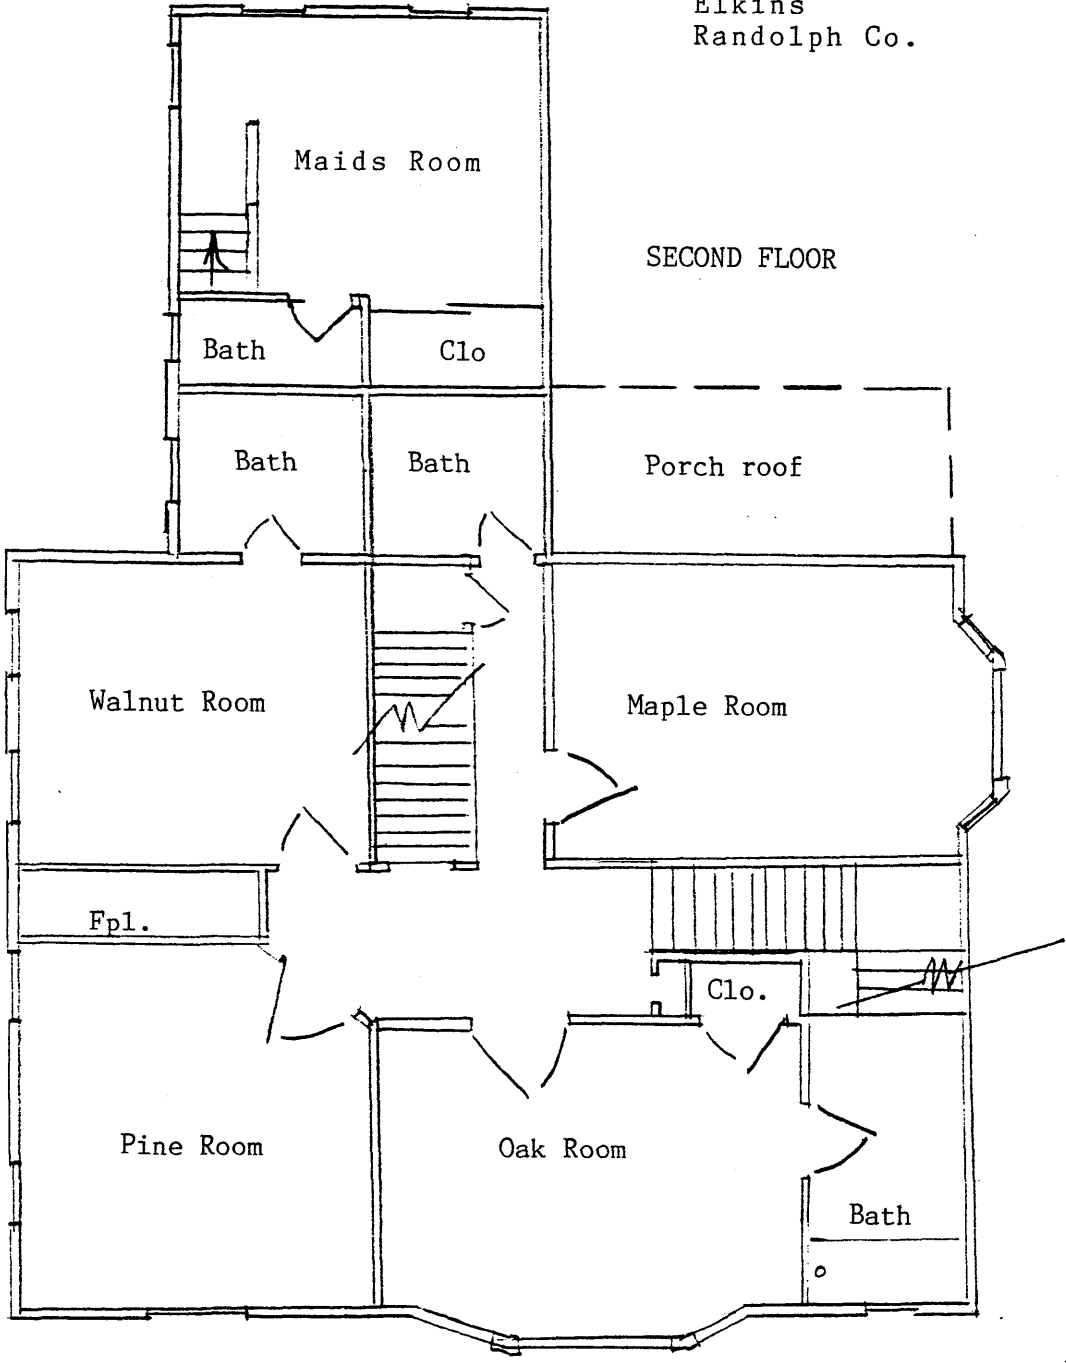 Elkins
Randolph Co.
Maids Room
SECOND FLOOR
Bath
Clo
Bath
Bath
Porch roof
Walnut Room
Maple Room
Fpl.
Clo.
Pine Room
Oak Room
Bath